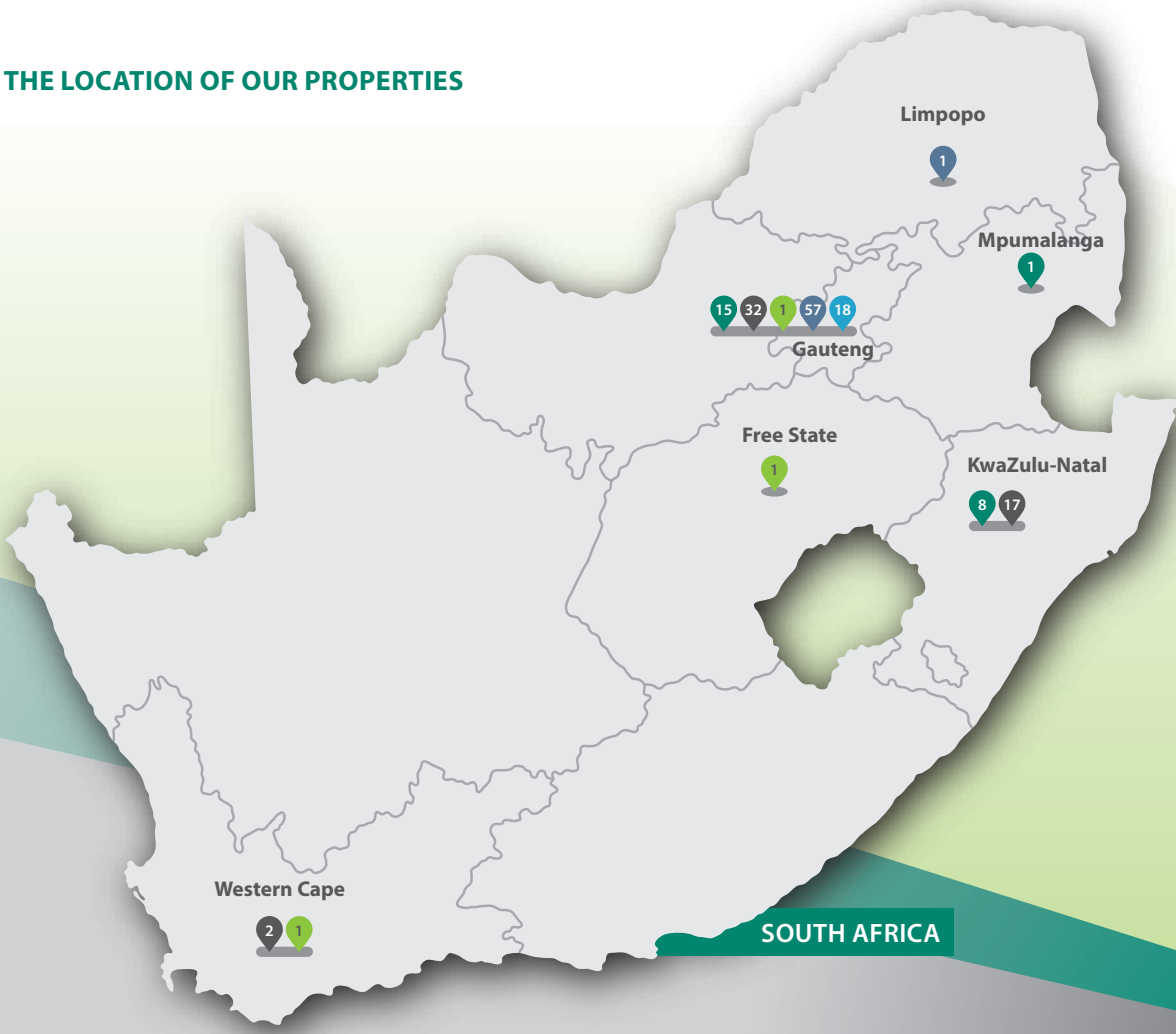 THE LOCATION OF OUR PROPERTIES
Limpopo
1
Mpumalanga
1
15 32 1 57 18
Gauteng
Free State
1
KwaZulu-Natal
8 17
Western Cape
2 1
SOUTH AFRICA